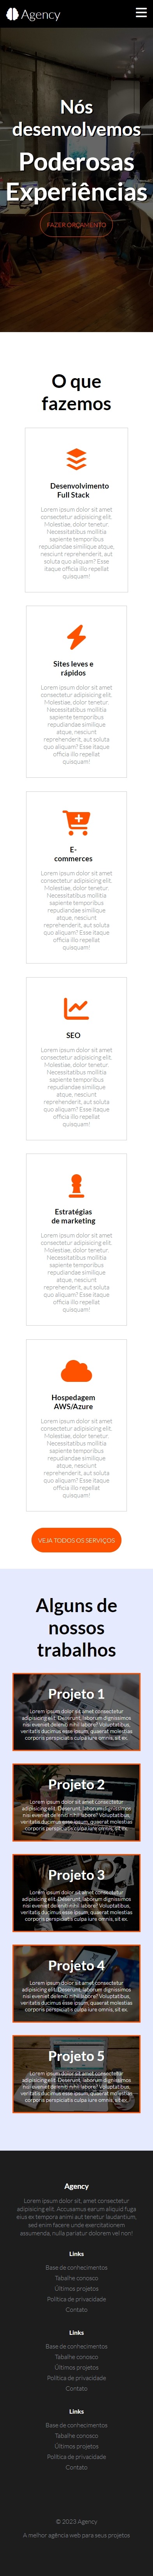 Agency
Nós
desenvolvemos
Poderosas
Experiências
FAZER ORÇAMENTO
O que
fazemos
Desenvolvimento
Full Stack
Lorem ipsum dolor sit amet
consectetur adipisicing elit.
Molestiae, dolor tenetur.
Necessitatibus mollitia
sapiente temporibus
repudiandae similique atque,
nesciunt reprehenderit, aut
soluta quo aliquam? Esse
itaque officia illo repellat
quisquam!
Sites leves e
rápidos
Lorem ipsum dolor sit amet
consectetur adipisicing elit.
Molestiae, dolor tenetur.
Necessitatibus mollitia
sapiente temporibus
repudiandae similique
atque, nesciunt
reprehenderit, aut soluta
quo aliquam? Esse itaque
officia illo repellat
quisquam!
E-
commerces
Lorem ipsum dolor sit amet
consectetur adipisicing elit.
Molestiae, dolor tenetur.
Necessitatibus mollitia
sapiente temporibus
repudiandae similique
atque, nesciunt
reprehenderit, aut soluta
quo aliquam? Esse itaque
officia illo repellat
quisquam!
SEO
Lorem ipsum dolor sit amet
consectetur adipisicing elit.
Molestiae, dolor tenetur.
Necessitatibus mollitia
sapiente temporibus
repudiandae similique
atque, nesciunt
reprehenderit, aut soluta
quo aliquam? Esse itaque
officia illo repellat
quisquam!
Estratégias
de marketing
Lorem ipsum dolor sit amet
consectetur adipisicing elit.
Molestiae, dolor tenetur.
Necessitatibus mollitia
sapiente temporibus
repudiandae similique
atque, nesciunt
reprehenderit, aut soluta
quo aliquam? Esse itaque
officia illo repellat
quisquam!
Hospedagem
AWS/Azure
Lorem ipsum dolor sit amet
consectetur adipisicing elit.
Molestiae, dolor tenetur.
Necessitatibus mollitia
sapiente temporibus
repudiandae similique
atque, nesciunt
reprehenderit, aut soluta
quo aliquam? Esse itaque
officia illo repellat
quisquam!
VEJA TODOS OS SERVIÇOS
Alguns de
nossos
trabalhos
Projeto 1
Lorem ipsum dolor sit amet consectetur
adipisicing elit. Deserunt, laborum dignissimos
nisi eveniet deleniti nihil labore? Voluptatibus,
veritatis ducimus esse ipsum, quaerat molestias
corporis perspiciatis culpa iure omnis, sit ex.
Projeto 2
Lorem ipsum dolor sit amet consectetur
adipisicing elit. Deserunt, laborum dignissimos
nisi eveniet deleniti nihil labore? Voluptatibus,
veritatis ducimus esse ipsum, quaerat molestias
corporis perspiciatis culpa iure omnis, sit ex.
Projeto 3
Lorem ipsum dolor sit amet consectetur
adipisicing elit. Deserunt, laborum dignissimos
nisi eveniet deleniti nihil labore? Voluptatibus,
veritatis ducimus esse ipsum, quaerat molestias
corporis perspiciatis culpa iure omnis, sit ex.
Projeto 4
Lorem ipsum dolor sit amet consectetur
adipisicing elit. Deserunt, laborum dignissimos
nisi eveniet deleniti nihil labore? Voluptatibus,
veritatis ducimus esse ipsum, quaerat molestias
corporis perspiciatis culpa iure omnis, sit ex.
Projeto 5
Lorem ipsum dolor sit amet consectetur
adipisicing elit. Deserunt, laborum dignissimos
nisi eveniet deleniti nihil labore? Voluptatibus,
veritatis ducimus esse ipsum, quaerat molestias
corporis perspiciatis culpa iure omnis, sit ex.
Agency
Lorem ipsum dolor sit, amet consectetur
adipisicing elit. Accusamus earum aliquid fuga
eius ex tempora animi aut tenetur laudantium,
sed enim facere unde exercitationem
assumenda, nulla pariatur dolorem vel non!
Links
Base de conhecimentos
Tabalhe conosco
Últimos projetos
Política de privacidade
Contato
Links
Base de conhecimentos
Tabalhe conosco
Últimos projetos
Política de privacidade
Contato
Links
Base de conhecimentos
Tabalhe conosco
Últimos projetos
Política de privacidade
Contato
© 2023 Agency
A melhor agência web para seus projetos